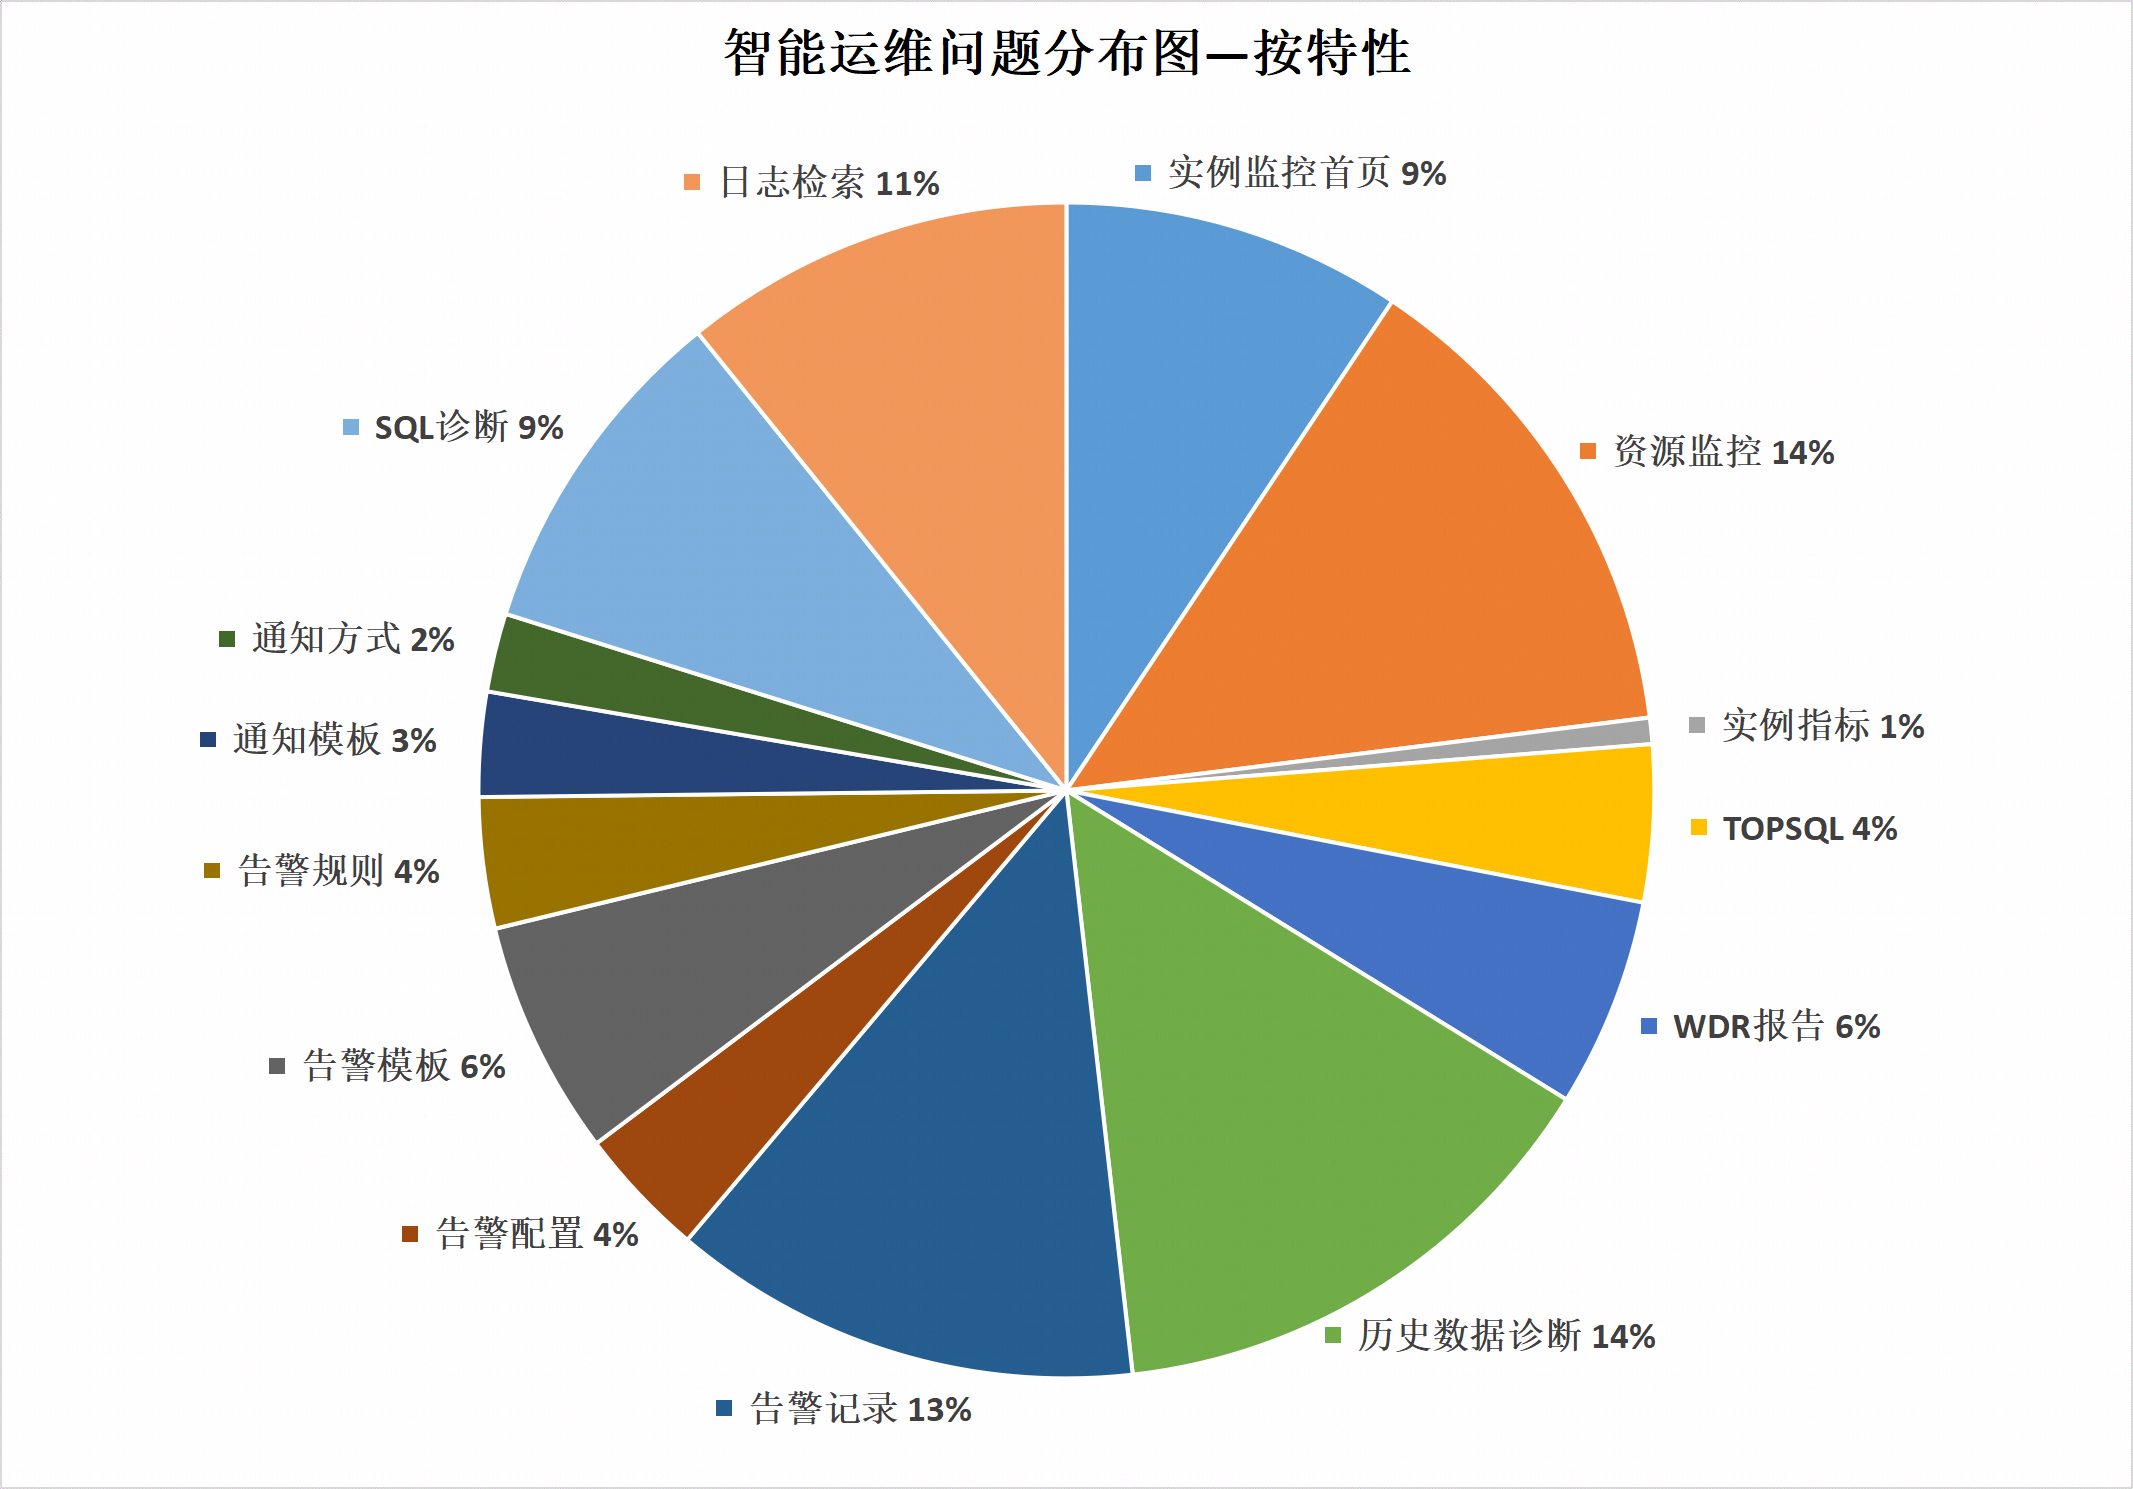 智能运维问题分布图—按特性
日志检索 11%
实例监控首页 9%
SQL诊断 9%
资源监控 14%
通知方式 2%
实例指标 1%
通知模板 3%
TOPSQL 4%
告警规则 4%
WDR报告 6%
告警模板 6%
告警配置 4%
历史数据诊断 14%
告警记录 13%